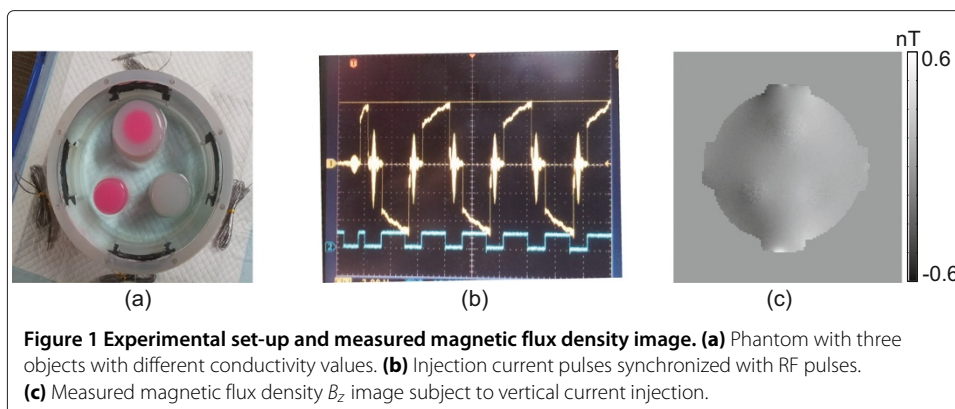 nT
0.6
-0.6
1
2
(a)
(b)
(c)
Figure 1 Experimental set-up and measured magnetic flux density image. (a) Phantom with three
objects with different conductivity values. (b) Injection current pulses synchronized with RF pulses.
(c) Measured magnetic flux density Bz image subject to vertical current injection.